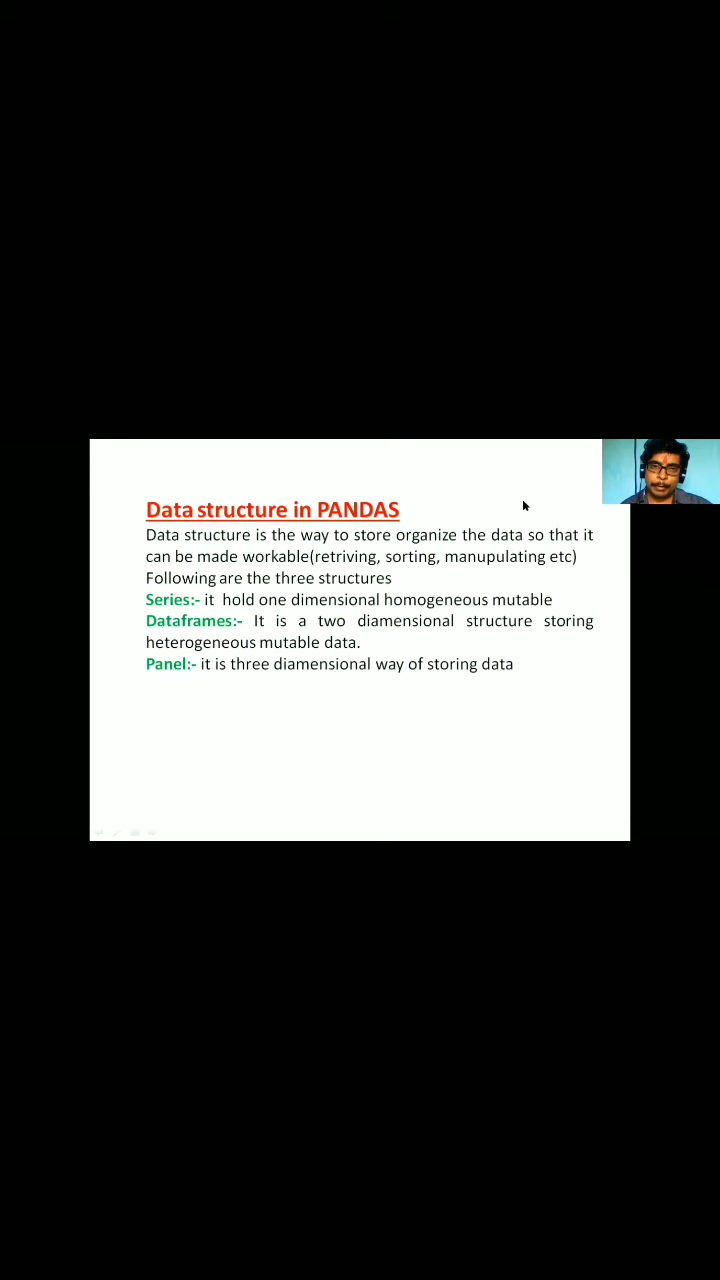 Data structure in PANDAS
Data structure is the way to store organize the data so that it
can be made workable(retriving, sorting, manupulating etc)
Following are the three structures
Series:- it hold one dimensional homogeneous mutable
Dataframes:- It is a two diamensional structure storing
heterogeneous mutable data.
Panel:- it is three diamensional way of storing data